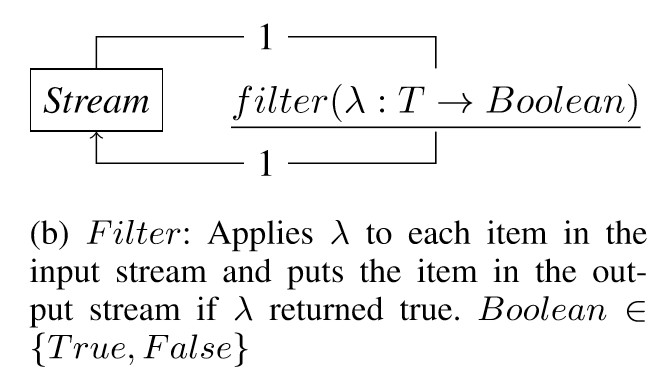 1
Stream filter(λ : T → Boolean)
1
(b) Filter: Applies λ to each item in the
input stream and puts the item in the out-
put stream if λ returned true. Boolean ∈
{True, False}